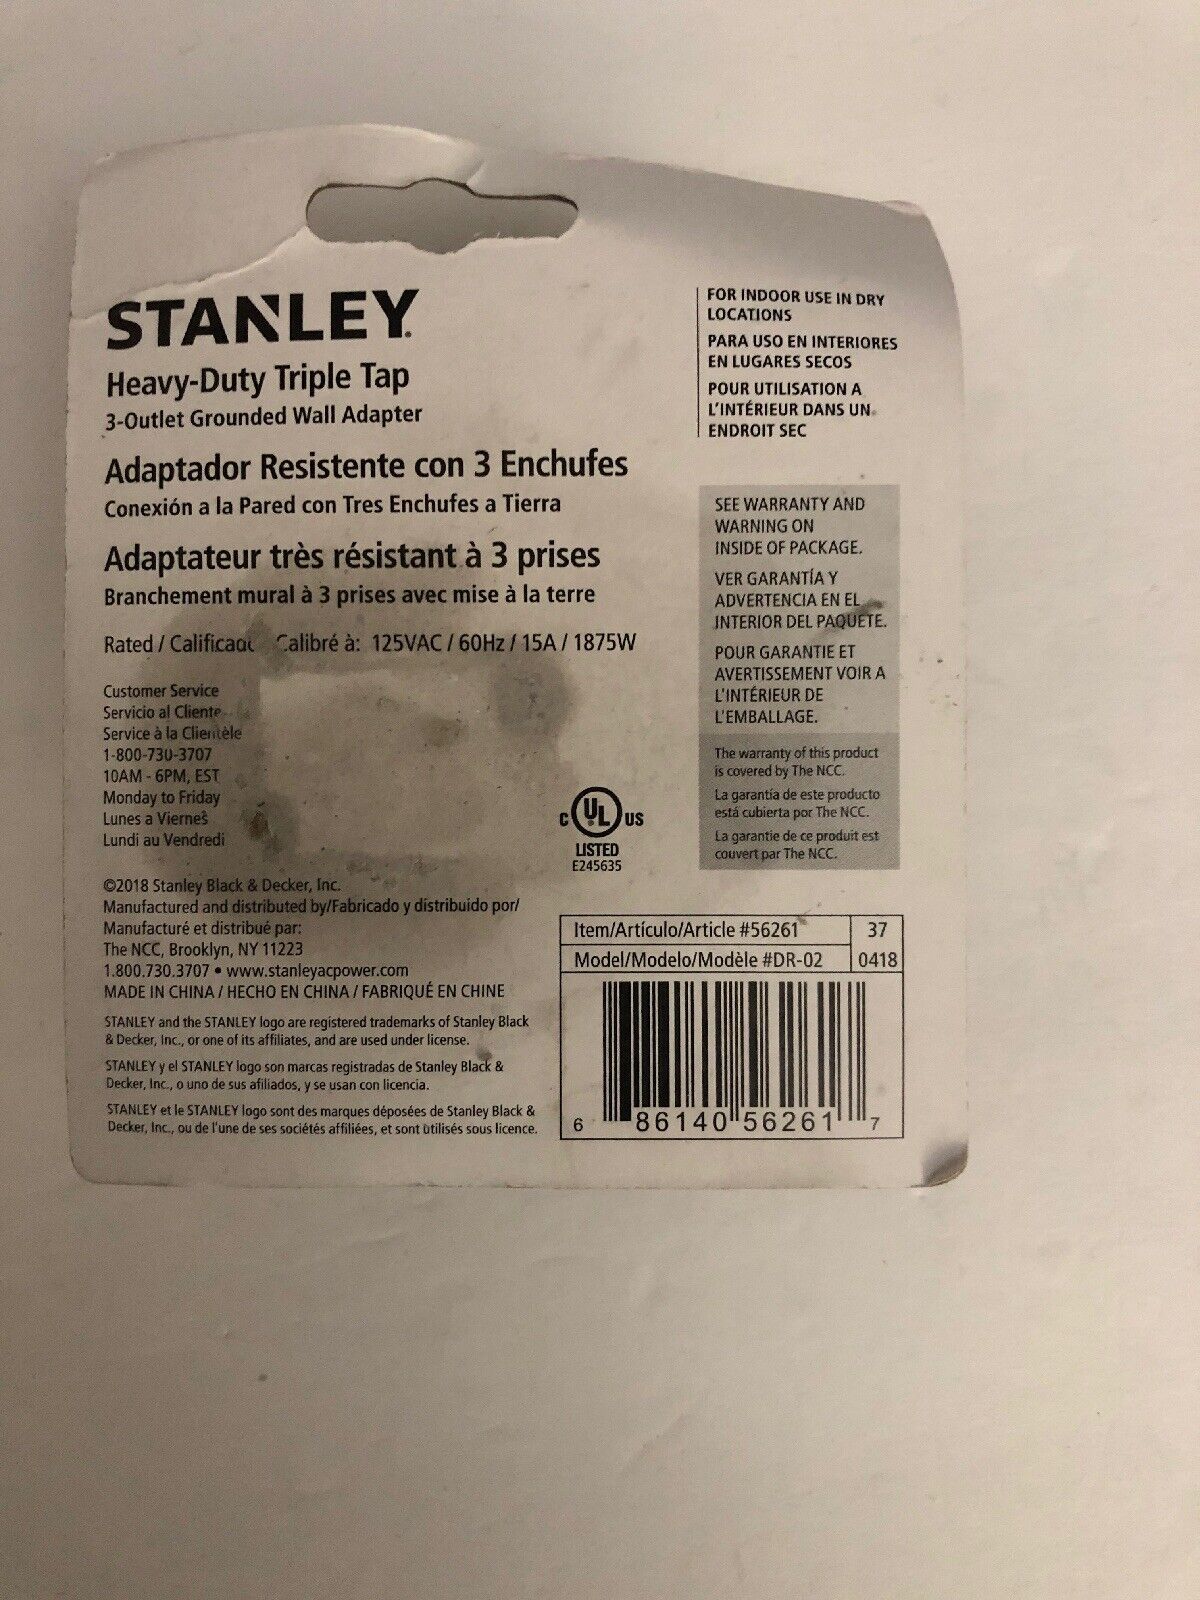 STANLEY
Heavy-Duty Triple Tap
3-Outlet Grounded Wall Adapter
Adaptador Resistente con 3 Enchufes
Conexión a la Pared con Tres Enchufes a Tierra
Adaptateur très résistant à 3 prises
Branchement mural à 3 prises avec mise à la terre
Rated / à: 125VAC / 60Hz / 15A / 1875W
Customer Service
Servicio al Cliente
Service à la Clientèle
1-800-730-3707
10AM - 6PM, EST
Monday to Friday
Lunes a Viernes
Lundi au Vendredi
©2018 Stanley Black & Decker, Inc.
Manufactured and distributed by/Fabricado y distribuido por/
Manufacturé et distribué par:
The NCC, Brooklyn, NY 11223
1.800.730.3707 • www.stanleyacpower.com
MADE IN CHINA / HECHO EN CHINA / FABRIQUÉ EN CHINE
STANLEY and the STANLEY logo are registered trademarks of Stanley Black
& Decker, Inc., or one of its affiliates, and are used under license.
STANLEY y el STANLEY logo son marcas registradas de Stanley Black &
Decker, Inc., o uno de sus afiliados, y se usan con licencia.
STANLEY et le STANLEY logo sont des marques déposées de Stanley Black &
Decker, Inc., ou de l'une de ses sociétés affiliées, et sont utilisés sous licence.
FOR INDOOR USE IN DRY
LOCATIONS
PARA USO EN INTERIORES
EN LUGARES SECOS
POUR UTILISATION A
L'INTÉRIEUR DANS UN
ENDROIT SEC
SEE WARRANTY AND
WARNING ON
INSIDE OF PACKAGE.
VER GARANTÍA Y
ADVERTENCIA EN EL
INTERIOR DEL PAQUETE.
POUR GARANTIE ET
AVERTISSEMENT VOIR A
L'INTÉRIEUR DE
L'EMBALLAGE.
The warranty of this product
is covered by The NCC.
La garantía de este producto
está cubierta por The NCC.
La garantie de ce produit est
couvert par The NCC.
C UL US
LISTED
E245635
Item/Artículo/Article #56261 37
Model/Modelo/Modèle #DR-02 0418
6 86140 56261 7